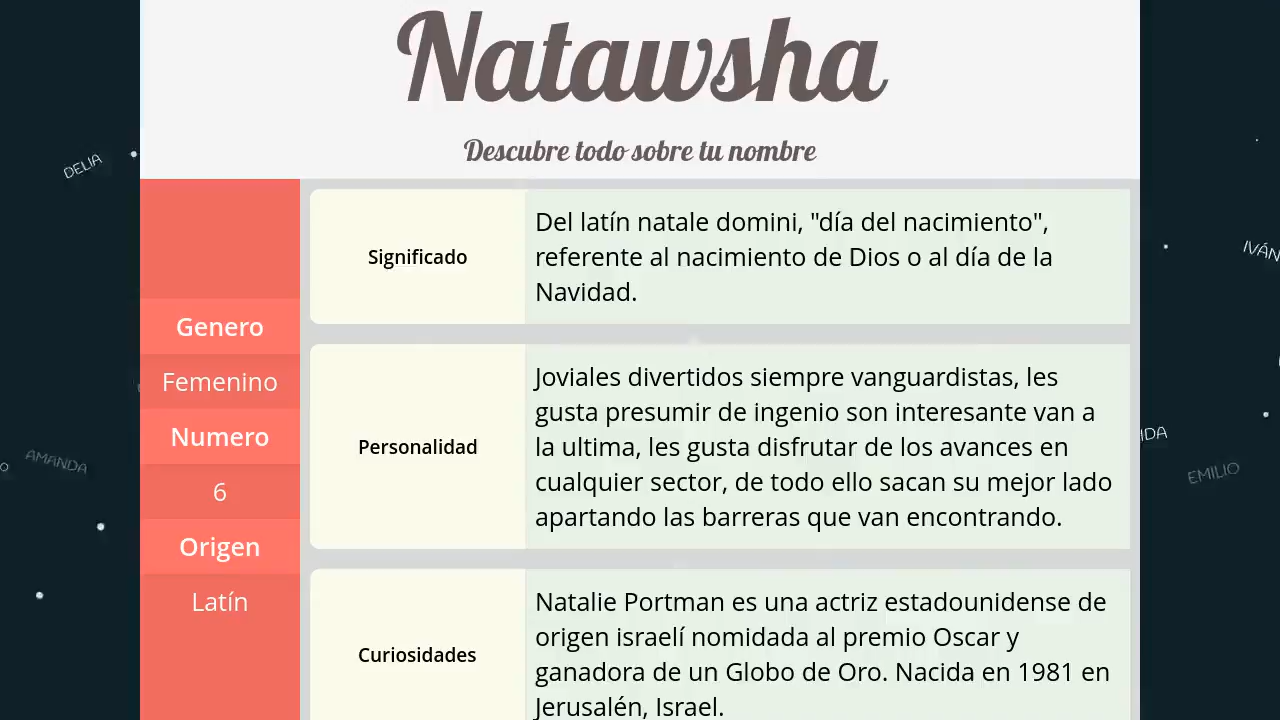 Natawsha
Descubre todo sobre tu nombre
DELIA
IVÁN
AMANDA
IDA
EMILIO
Genero
Femenino
Numero
6
Origen
Latín
Significado
Del latín natale domini, "día del nacimiento",
referente al nacimiento de Dios o al día de la
Navidad.
Personalidad
Joviales divertidos siempre vanguardistas, les
gusta presumir de ingenio son interesante van a
la ultima, les gusta disfrutar de los avances en
cualquier sector, de todo ello sacan su mejor lado
apartando las barreras que van encontrando.
Curiosidades
Natalie Portman es una actriz estadounidense de
origen israelí nomidada al premio Oscar y
ganadora de un Globo de Oro. Nacida en 1981 en
Jerusalén, Israel.